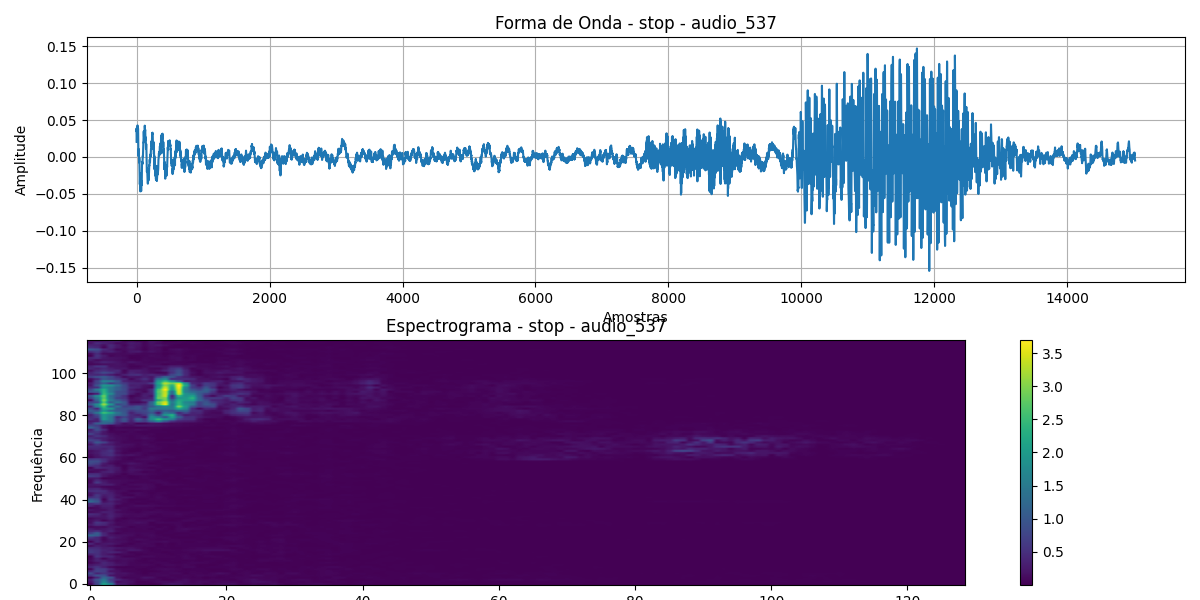 Forma de Onda - stop - audio_537
Amplitude
0.15
0.10
0.05
0.00
−0.05
−0.10
−0.15
0 2000 4000 6000 8000 10000 12000 14000
Amostras
Espectrograma - stop - audio_537
Frequência
100
80
60
40
20
0
0 20 40 60 80 100 120
3.5
3.0
2.5
2.0
1.5
1.0
0.5